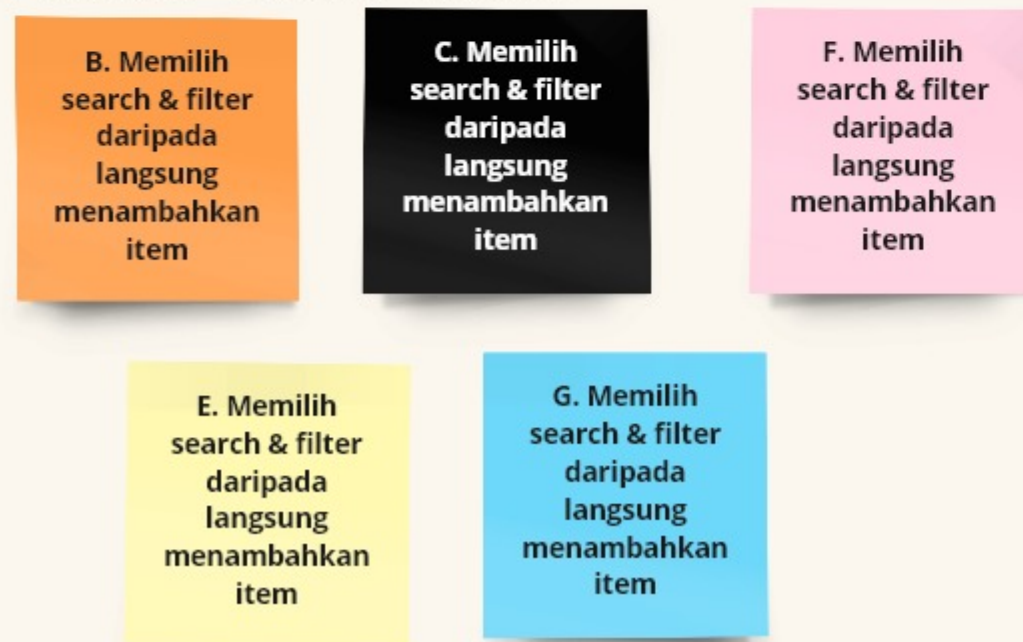 B. Memilih
search & filter
daripada
langsung
menambahkan
item
C. Memilih
search & filter
daripada
langsung
menambahkan
item
F. Memilih
search & filter
daripada
langsung
menambahkan
item
E. Memilih
search & filter
daripada
langsung
menambahkan
item
G. Memilih
search & filter
daripada
langsung
menambahkan
item